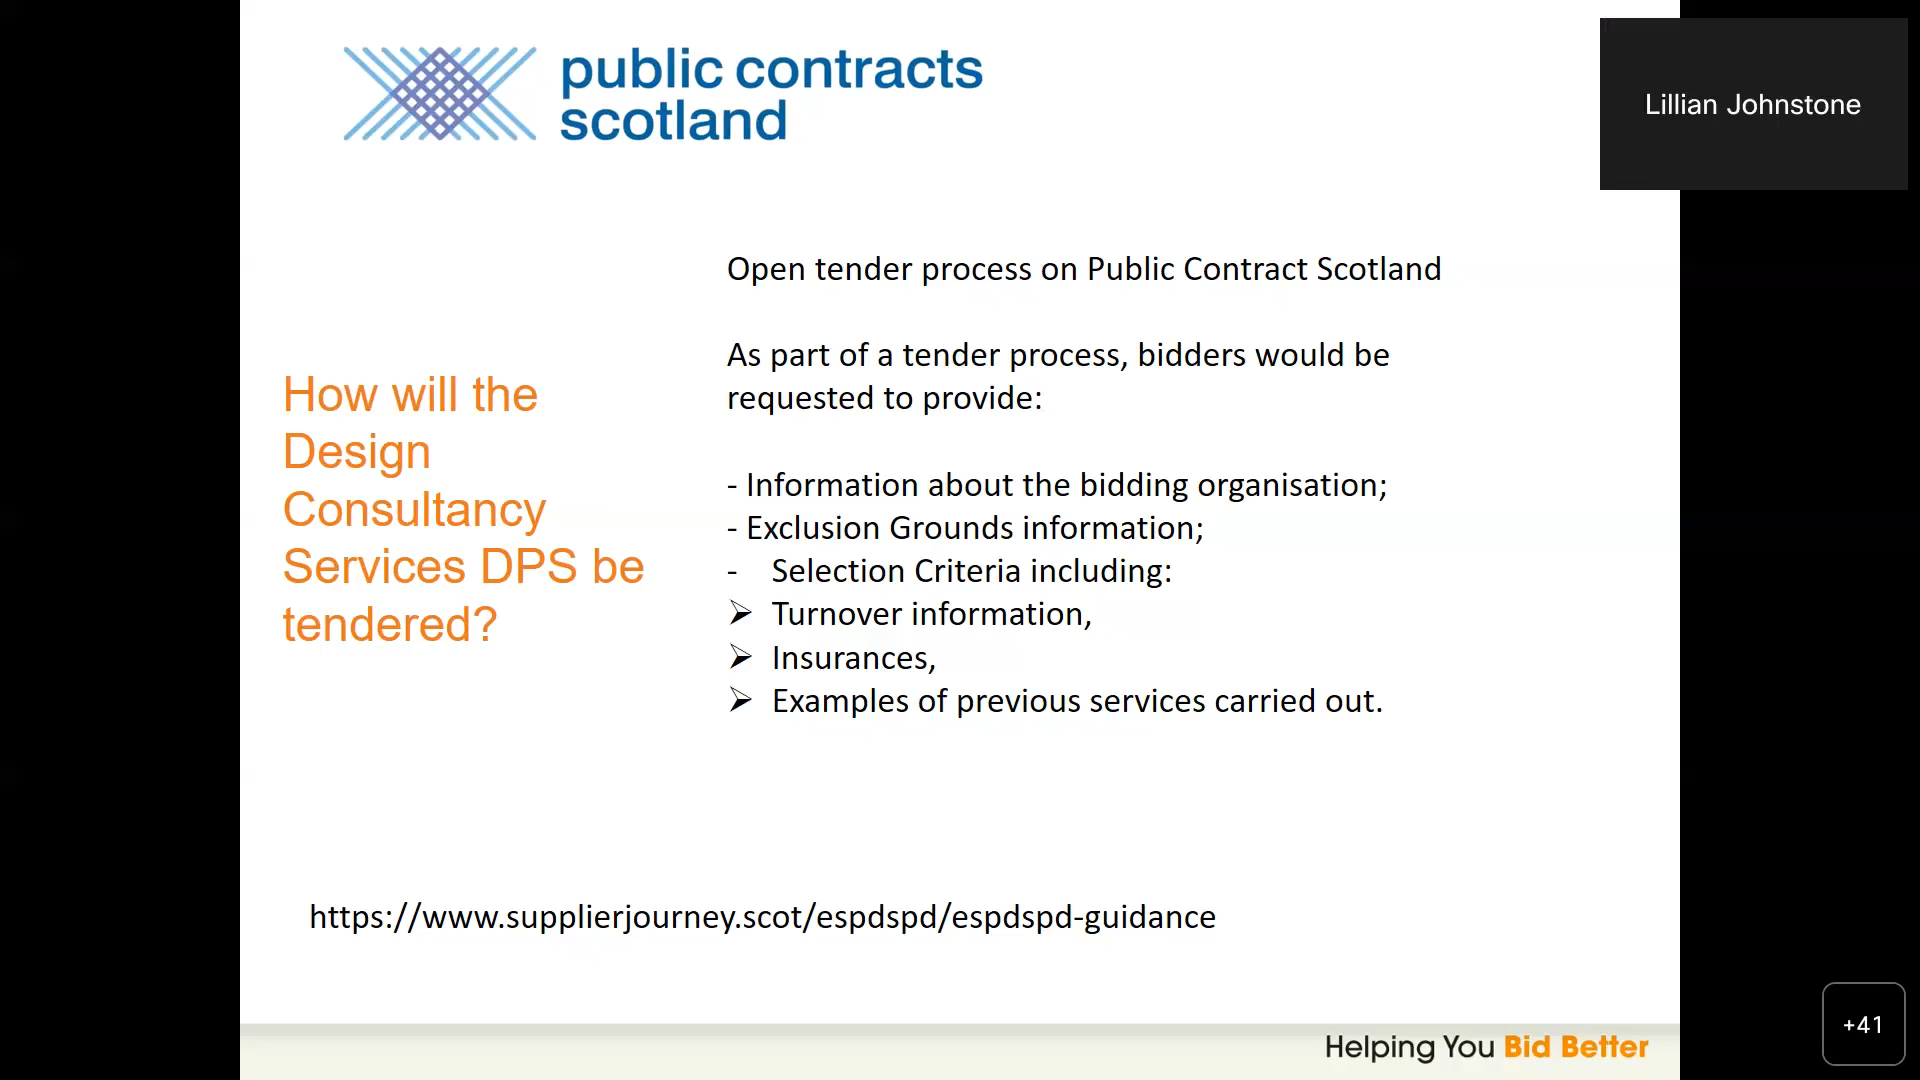 public contracts
scotland
Lillian Johnstone
Open tender process on Public Contract Scotland
As part of a tender process, bidders would be
requested to provide:
How will the
Design
Consultancy
Services DPS be
tendered?
- Information about the bidding organisation;
- Exclusion Grounds information;
- Selection Criteria including:
➢ Turnover information,
➢ Insurances,
➢ Examples of previous services carried out.
https://www.supplierjourney.scot/espdspd/espdspd-guidance
Helping You Bid Better
+41